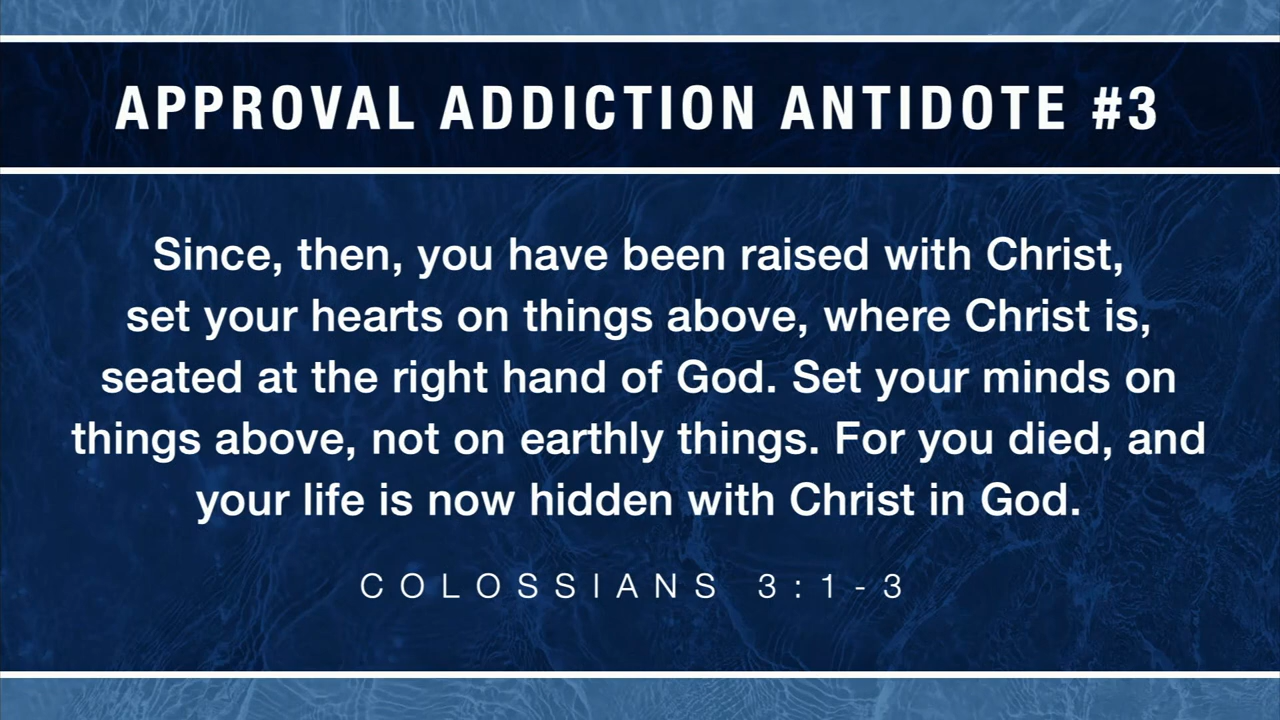 APPROVAL ADDICTION ANTIDOTE #3
Since, then, you have been raised with Christ,
set your hearts on things above, where Christ is,
seated at the right hand of God. Set your minds on
things above, not on earthly things. For you died, and
your life is now hidden with Christ in God.
COLOSSIANS 3:1-3